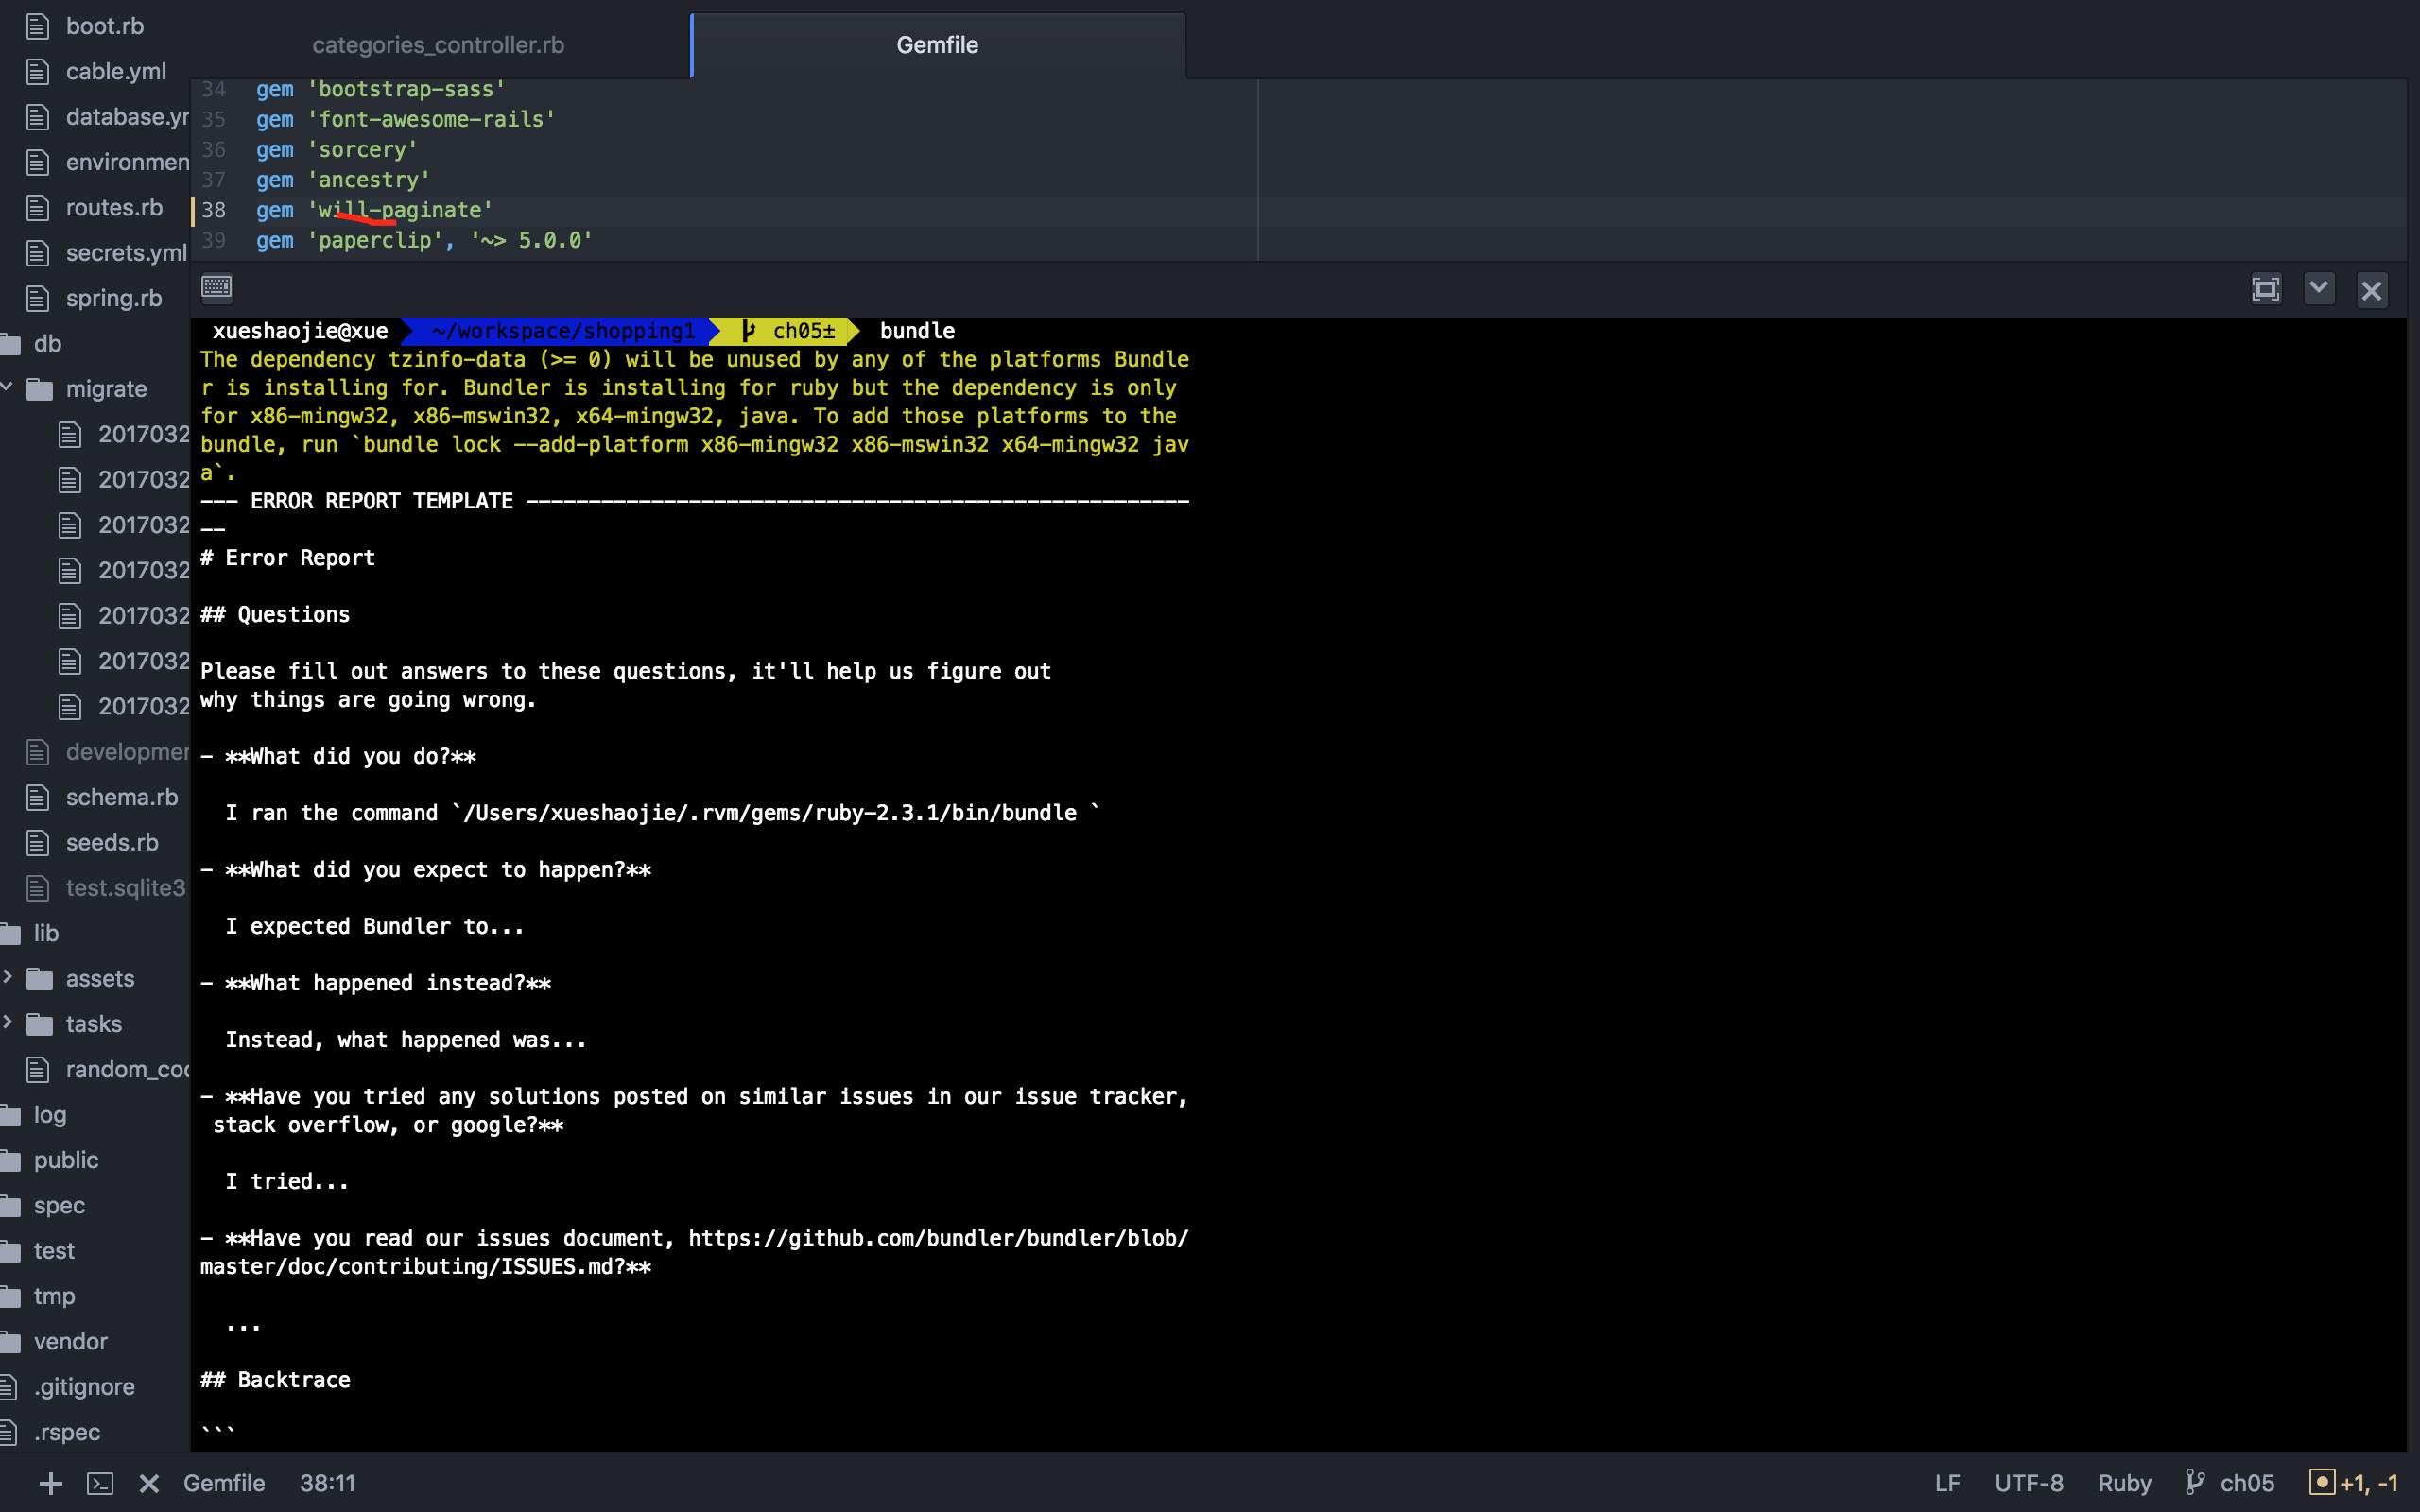 boot.rb
cable.yml
database.yr
environmen
routes.rb
secrets.yml
spring.rb
db
migrate
2017032
2017032
2017032
2017032
2017032
2017032
2017032
developmer
schema.rb
seeds.rb
test.sqlite3
lib
assets
tasks
random_coc
log
public
spec
test
tmp
vendor
.gitignore
.rspec
categories_controller.rb
Gemfile
34 gem 'bootstrap-sass'
35 gem 'font-awesome-rails'
36 gem 'sorcery'
37 gem 'ancestry'
38 gem 'will-paginate'
39 gem 'paperclip', '~> 5.0.0'
xueshaojie@xue ~/workspace/shopping1 ch05± bundle
The dependency tzinfo-data (>= 0) will be unused by any of the platforms Bundle
r is installing for. Bundler is installing for ruby but the dependency is only
for x86-mingw32, x86-mswin32, x64-mingw32, java. To add those platforms to the
bundle, run `bundle lock --add-platform x86-mingw32 x86-mswin32 x64-mingw32 jav
a`.
--- ERROR REPORT TEMPLATE -----------------------------------------------------
--
# Error Report
## Questions
Please fill out answers to these questions, it'll help us figure out
why things are going wrong.
- **What did you do?**
I ran the command `/Users/xueshaojie/.rvm/gems/ruby-2.3.1/bin/bundle `
- **What did you expect to happen?**
I expected Bundler to...
- **What happened instead?**
Instead, what happened was...
- **Have you tried any solutions posted on similar issues in our issue tracker,
stack overflow, or google?**
I tried...
- **Have you read our issues document, https://github.com/bundler/bundler/blob/
master/doc/contributing/ISSUES.md?**
...
## Backtrace
```
Gemfile 38:11
LF UTF-8 Ruby ch05 +1, -1